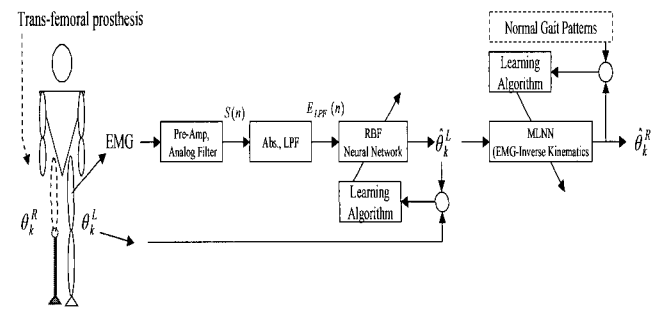 Trans-femoral prosthesis
Normal Gait Patterns
Learning
Algorithm
EMG
Pre-Amp,
Analog Filter
S(n)
Abs., LPF
E_{LPF}(n)
RBF
Neural Network
θ̂_k^L
MLNN
(EMG-Inverse Kinematics
θ̂_k^R
Learning
Algorithm
θ_k^R
θ_k^L